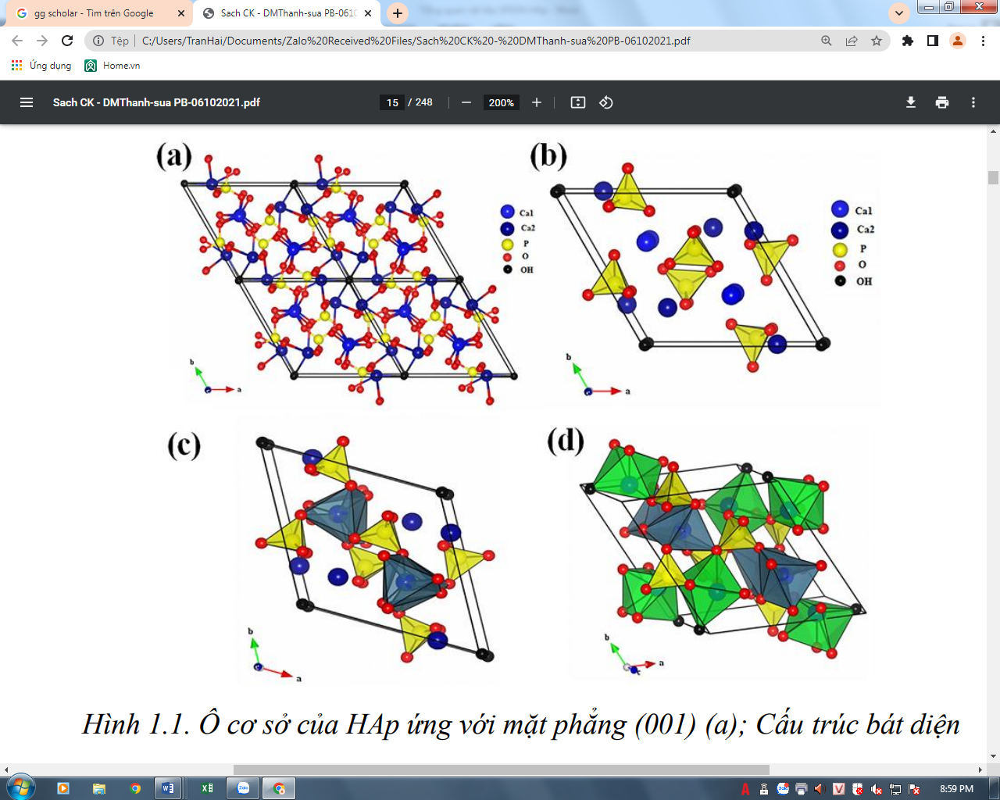 gg scholar - Tìm trên Google
Sach CK - DMThanh-sua PB-0610
Tệp
C:/Users/TranHai/Documents/Zalo%20Received%20Files/Sach%20CK%20-%20DMThanh-sua%20PB-06102021.pdf
Ứng dụng
Home.vn
Sach CK - DMThanh-sua PB-06102021.pdf
15 / 248
200%
(a)
(b)
Ca1
Ca2
P
O
OH
Ca1
Ca2
P
O
OH
b
a
b
a
(c)
(d)
b
a
b
a
c
Hình 1.1. Ô cơ sở của HAp ứng với mặt phẳng (001) (a); Cấu trúc bát diện
Zalo
8:59 PM